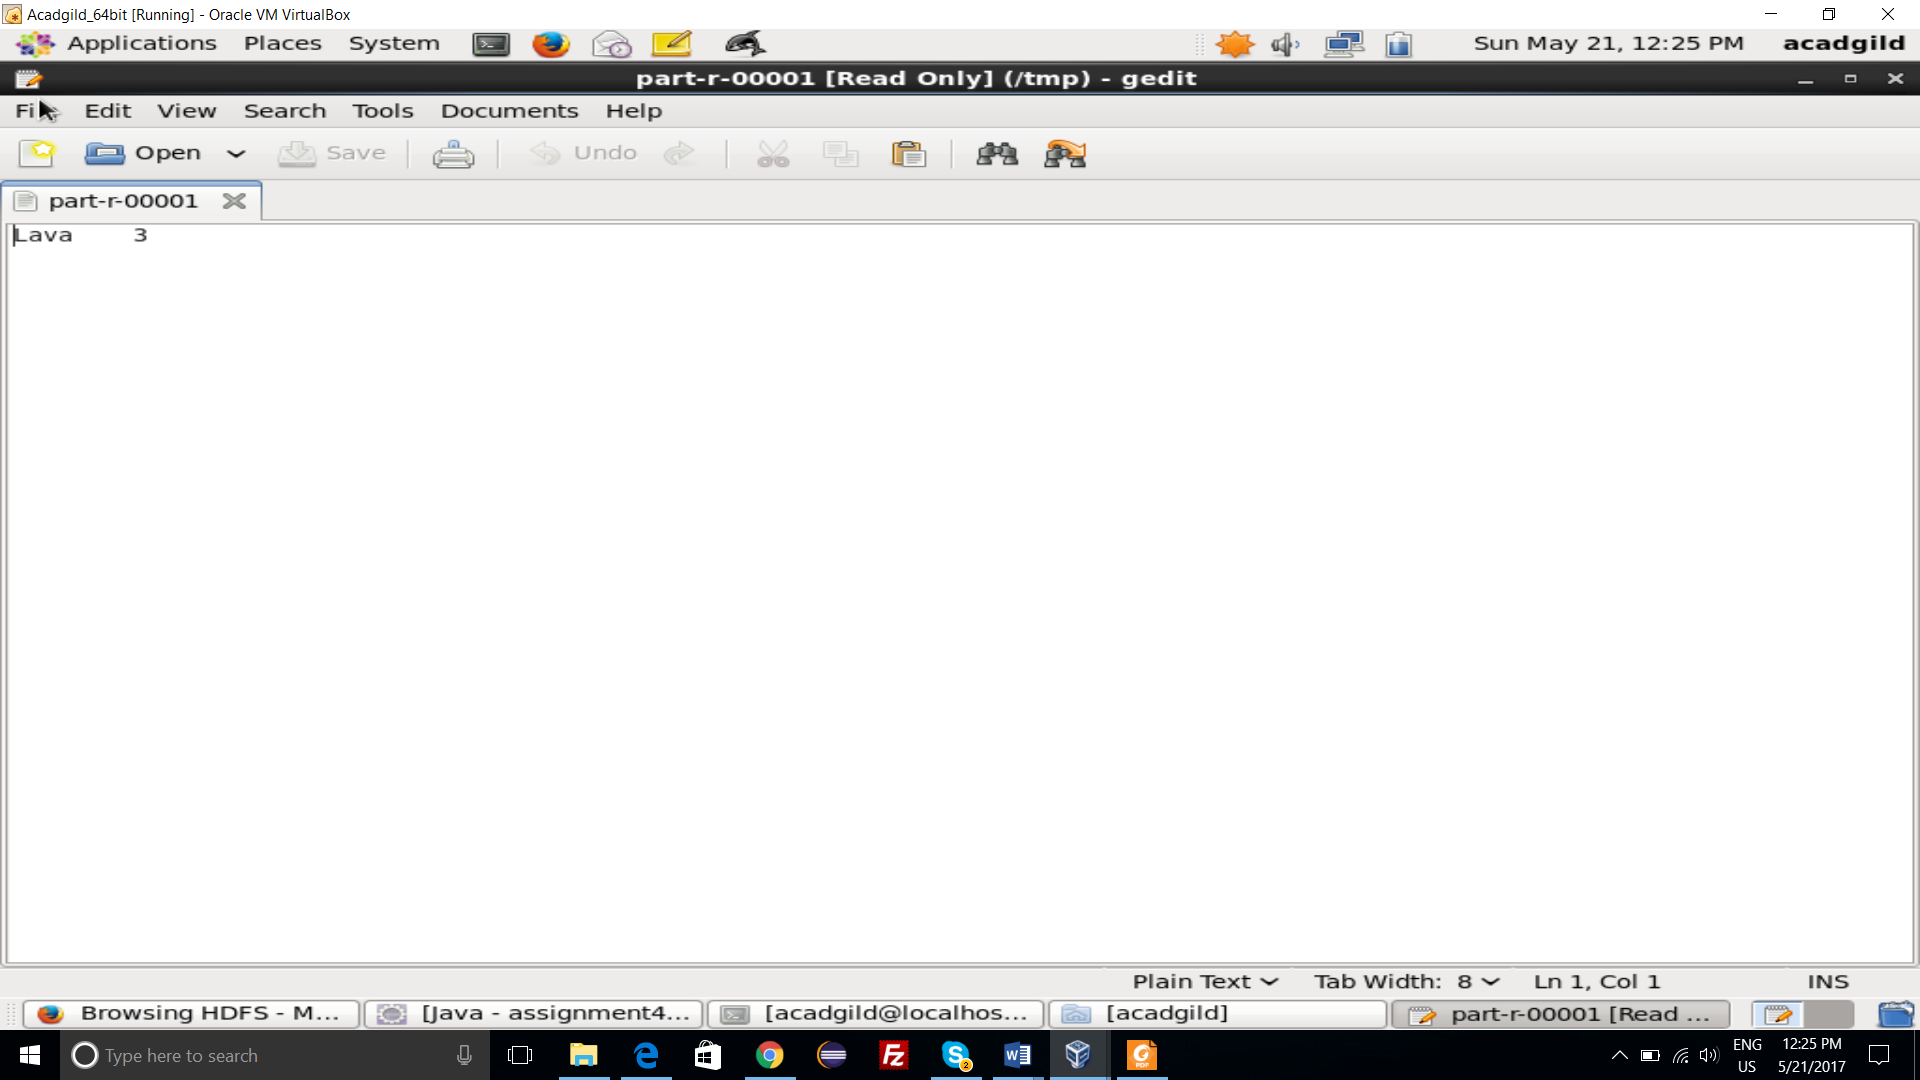 Acadgild_64bit [Running] - Oracle VM VirtualBox
Applications Places System Sun May 21, 12:25 PM acadgild
part-r-00001 [Read Only] (/tmp) - gedit
Edit View Search Tools Documents Help
Open Save Undo
part-r-00001
Lava 3
Plain Text Tab Width: 8 Ln 1, Col 1 INS
Browsing HDFS - M... [Java - assignment4... [acadgild@localhos... [acadgild] part-r-00001 [Read ...
Type here to search
ENG 12:25 PM
US 5/21/2017